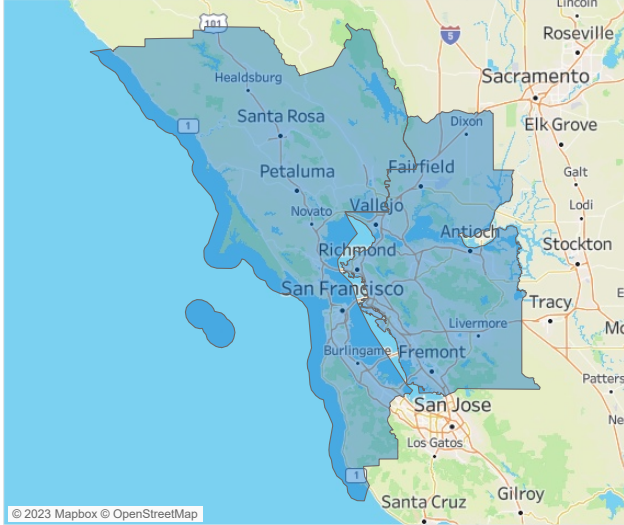 Lincoln
101
5
Roseville
Healdsburg
Sacramento
Santa Rosa
1
Dixon
Elk Grove
Petaluma
Fairfield
Galt
Novato
Vallejo
Lodi
Antioch
Stockton
Richmond
San Francisco
Tracy
Livermore
Burlingame
Fremont
Patters
San Jose
Ne
Los Gatos
1
Gilroy
Santa Cruz
© 2023 Mapbox © OpenStreetMap